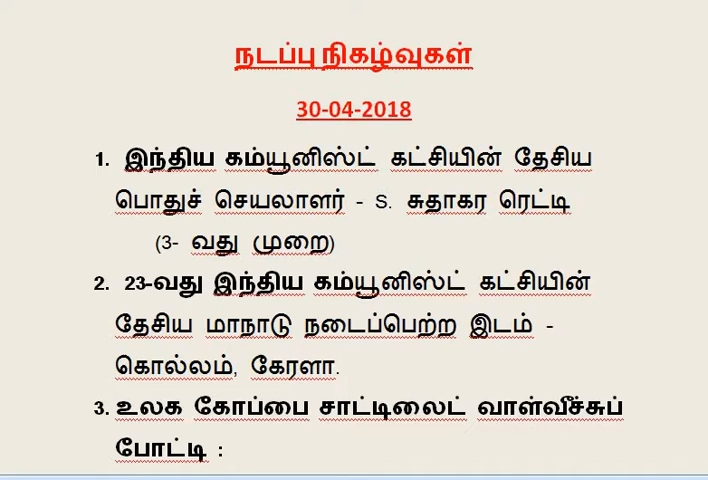 நடப்பு நிகழ்வுகள்
30-04-2018
1. இந்திய கம்யூனிஸ்ட் கட்சியின் தேசிய
பொதுச் செயலாளர் - S. சுதாகர ரெட்டி
(3- வது முறை)
2. 23-வது இந்திய கம்யூனிஸ்ட் கட்சியின்
தேசிய மாநாடு நடைப்பெற்ற இடம் -
கொல்லம், கேரளா.
3. உலக கோப்பை சாட்டிலைட் வாள்வீச்சுப்
போட்டி :